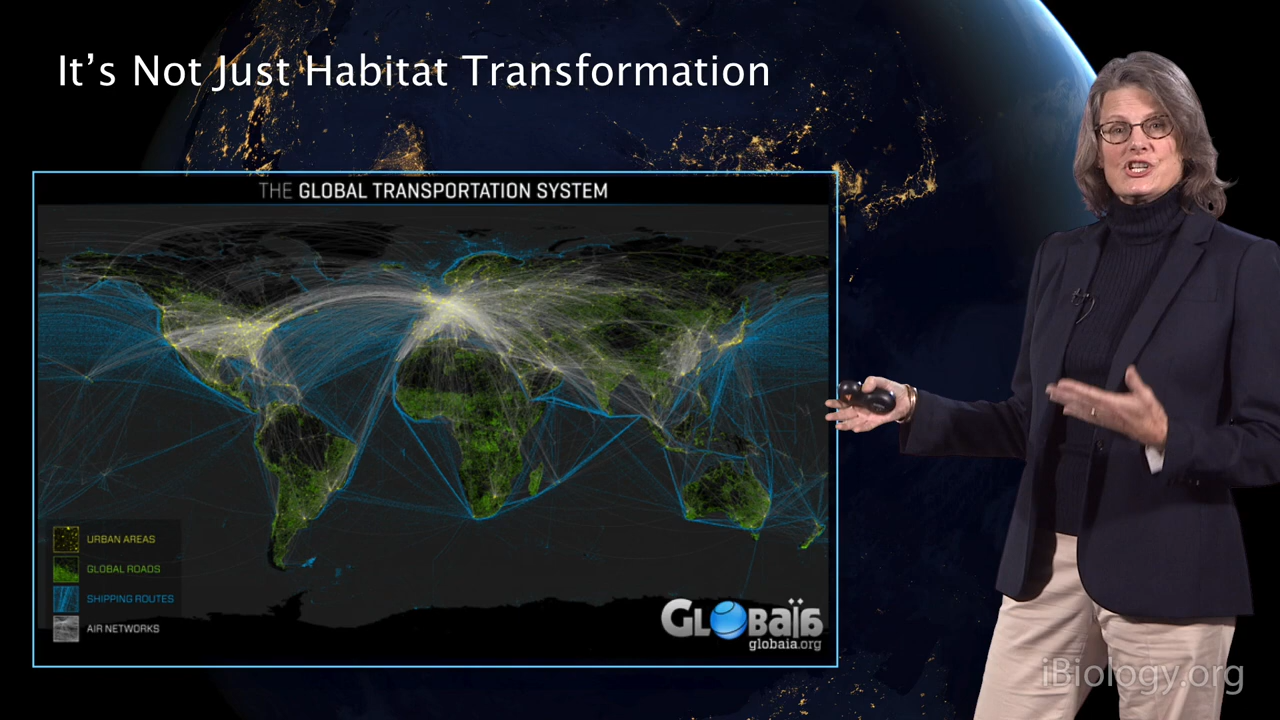 It's Not Just Habitat Transformation
THE GLOBAL TRANSPORTATION SYSTEM
URBAN AREAS
GLOBAL ROADS
SHIPPING ROUTES
AIR NETWORKS
GLOBAÏA
globaia.org
iBiology.org